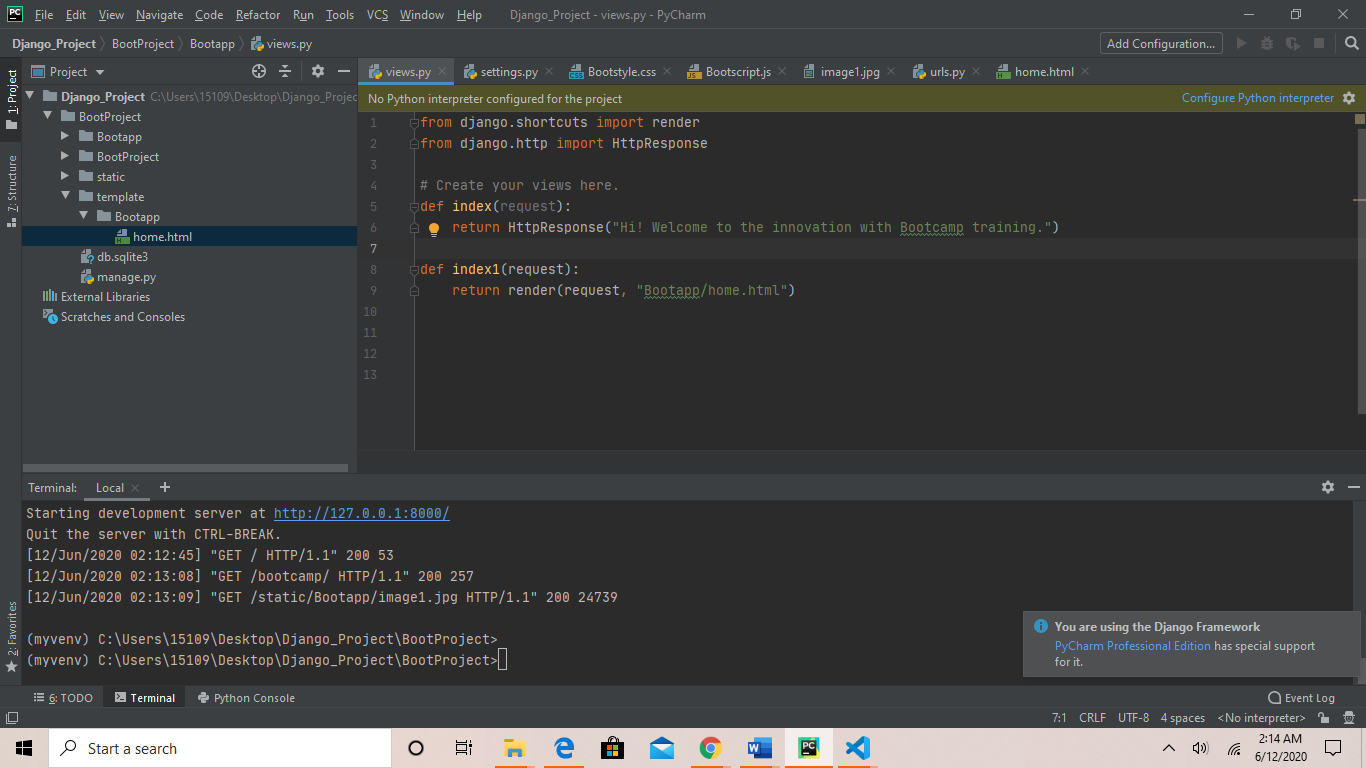 PC File Edit View Navigate Code Refactor Run Tools VCS Window Help Django_Project - views.py - PyCharm
Django_Project BootProject Bootapp views.py Add Configuration...
1: Project
7: Structure
2: Favorites
Project
Django_Project C:\Users\15109\Desktop\Django_Projec
BootProject
Bootapp
BootProject
static
template
Bootapp
home.html
db.sqlite3
manage.py
External Libraries
Scratches and Consoles
views.py settings.py Bootstyle.css Bootscript.js image1.jpg urls.py home.html
No Python interpreter configured for the project Configure Python interpreter
1 from django.shortcuts import render
2 from django.http import HttpResponse
3
4 # Create your views here.
5 def index(request):
6 return HttpResponse("Hi! Welcome to the innovation with Bootcamp training.")
7
8 def index1(request):
9 return render(request, "Bootapp/home.html")
10
11
12
13
Terminal: Local +
Starting development server at http://127.0.0.1:8000/
Quit the server with CTRL-BREAK.
[12/Jun/2020 02:12:45] "GET / HTTP/1.1" 200 53
[12/Jun/2020 02:13:08] "GET /bootcamp/ HTTP/1.1" 200 257
[12/Jun/2020 02:13:09] "GET /static/Bootapp/image1.jpg HTTP/1.1" 200 24739
(myvenv) C:\Users\15109\Desktop\Django_Project\BootProject>
(myvenv) C:\Users\15109\Desktop\Django_Project\BootProject>
You are using the Django Framework
PyCharm Professional Edition has special support
for it.
6: TODO Terminal Python Console Event Log
7:1 CRLF UTF-8 4 spaces <No interpreter>
Start a search
2:14 AM
6/12/2020